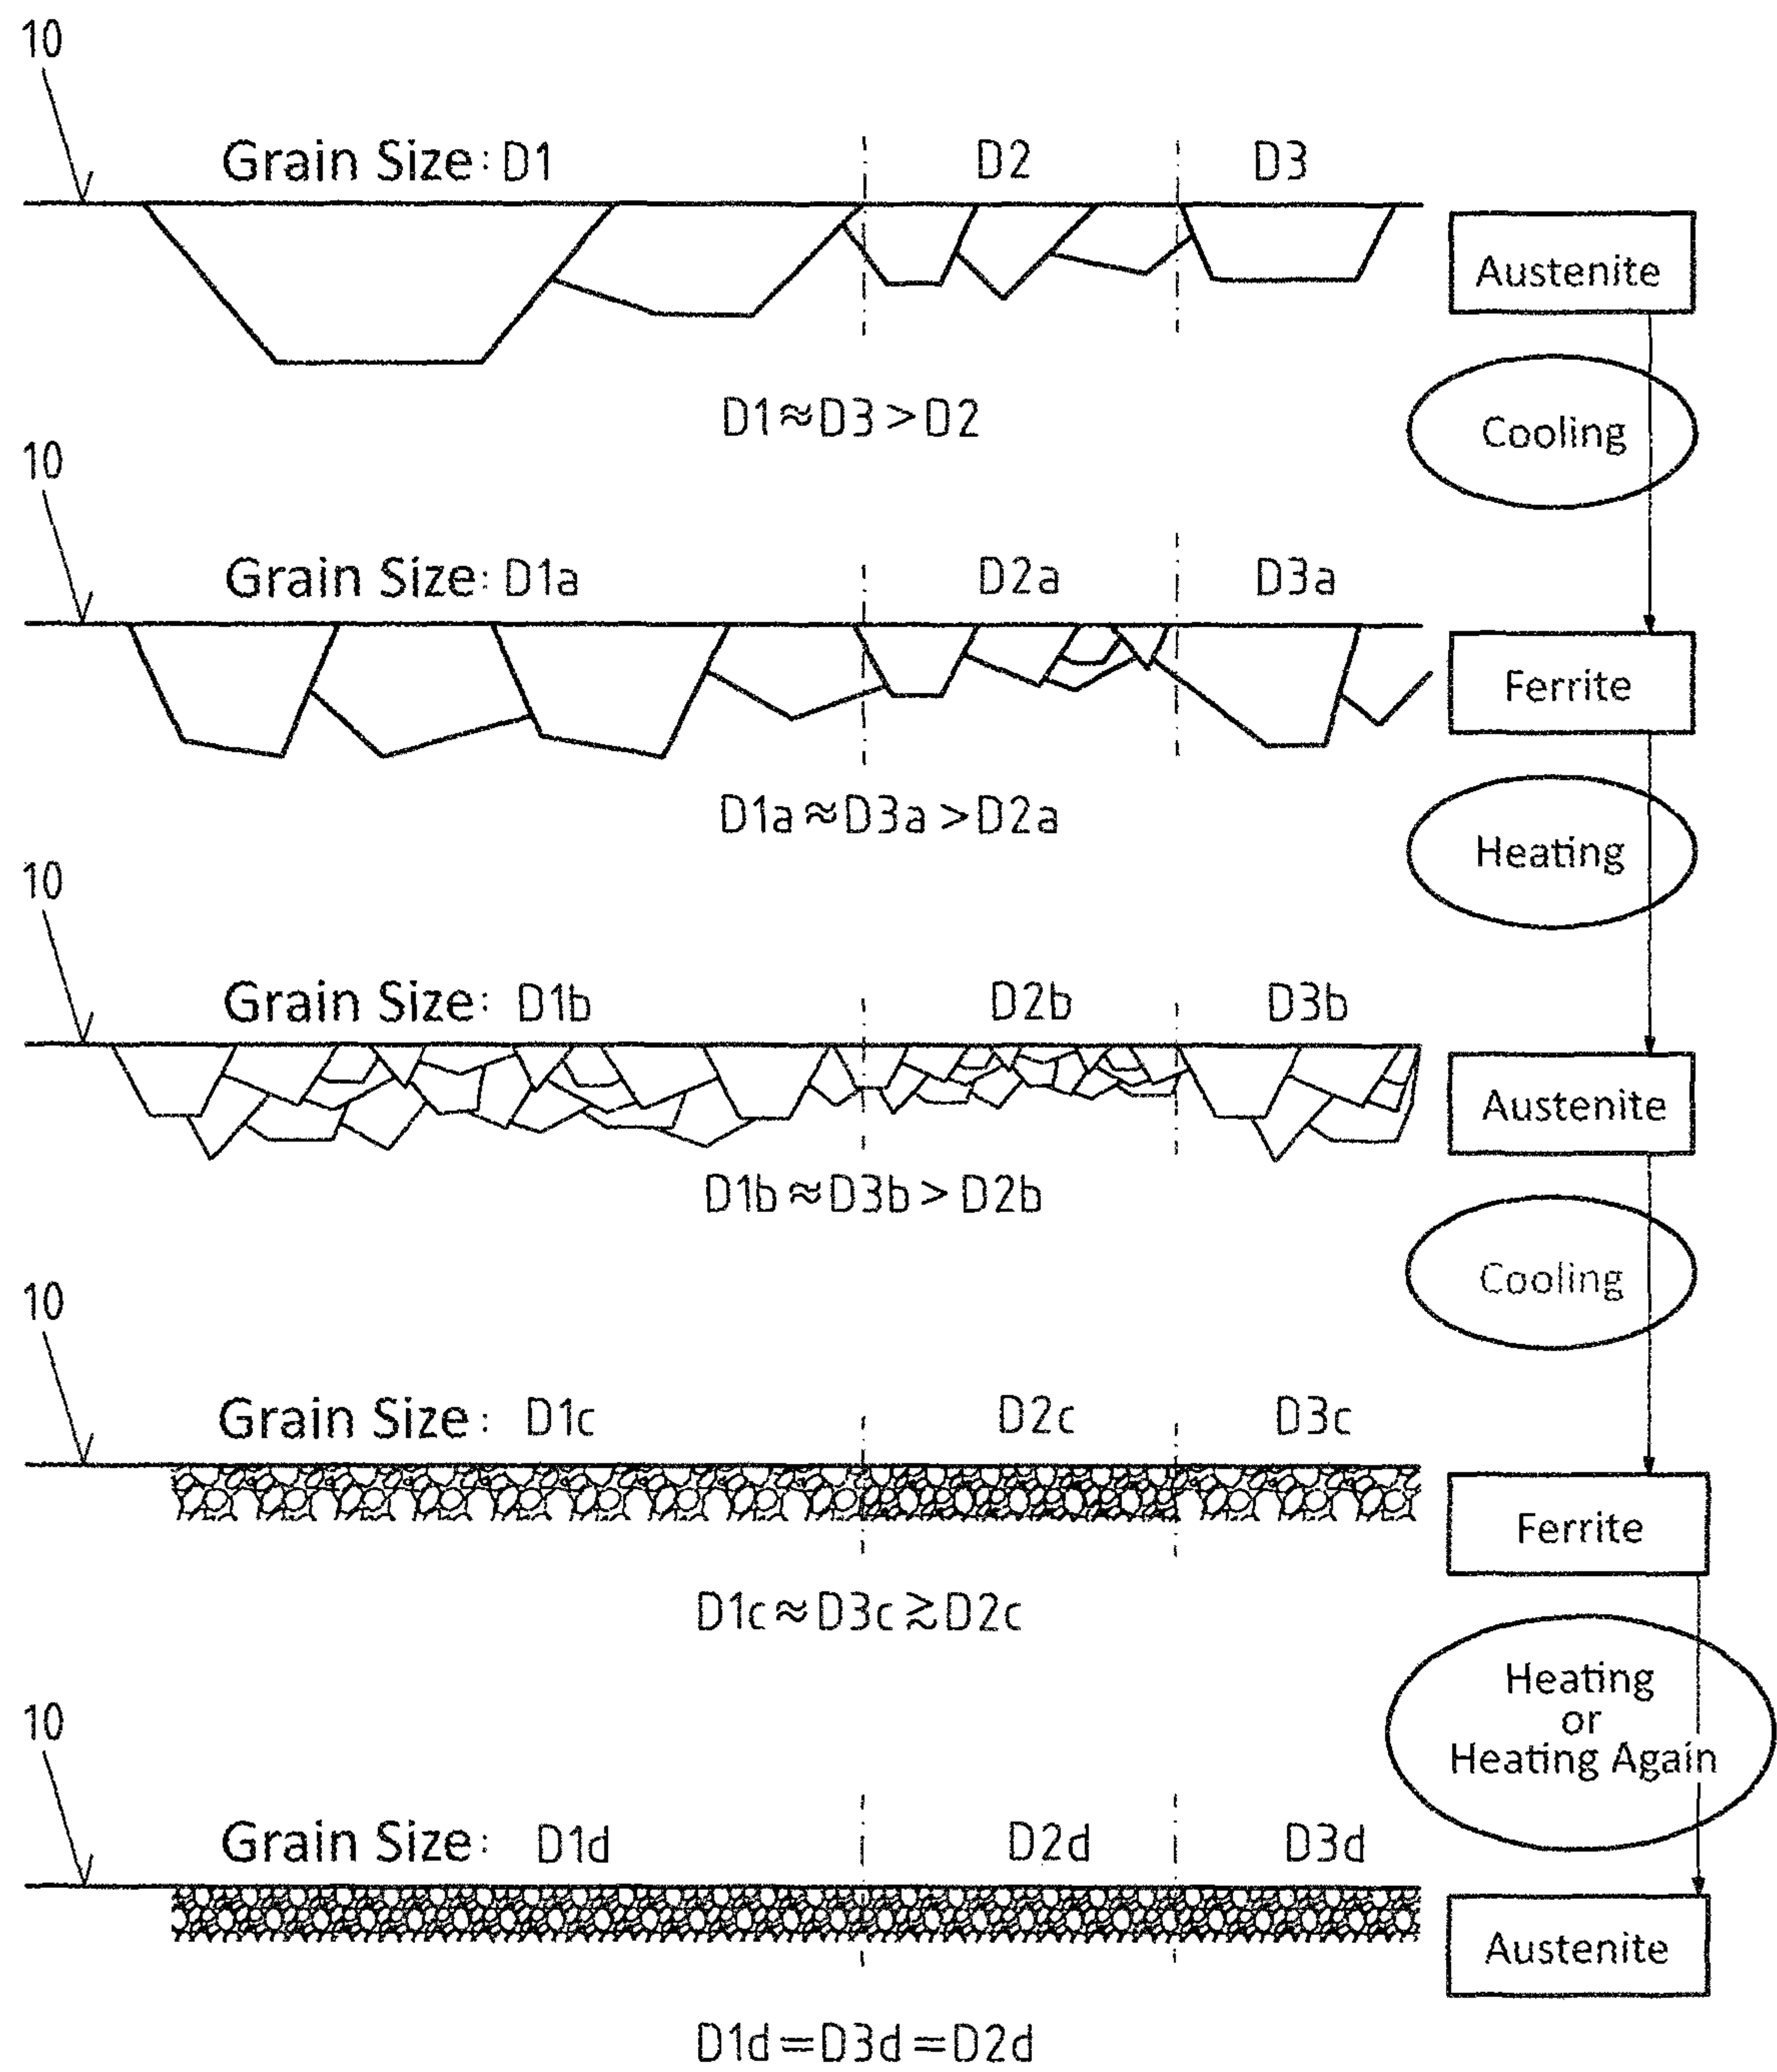 10
Grain Size: D1 D2 D3
Austenite
D1≈D3>D2
Cooling
10
Grain Size: D1a D2a D3a
Ferrite
D1a≈D3a>D2a
Heating
10
Grain Size: D1b D2b D3b
Austenite
D1b≈D3b>D2b
Cooling
10
Grain Size: D1c D2c D3c
Ferrite
D1c≈D3c≳D2c
Heating
or
Heating Again
10
Grain Size: D1d D2d D3d
Austenite
D1d=D3d=D2d